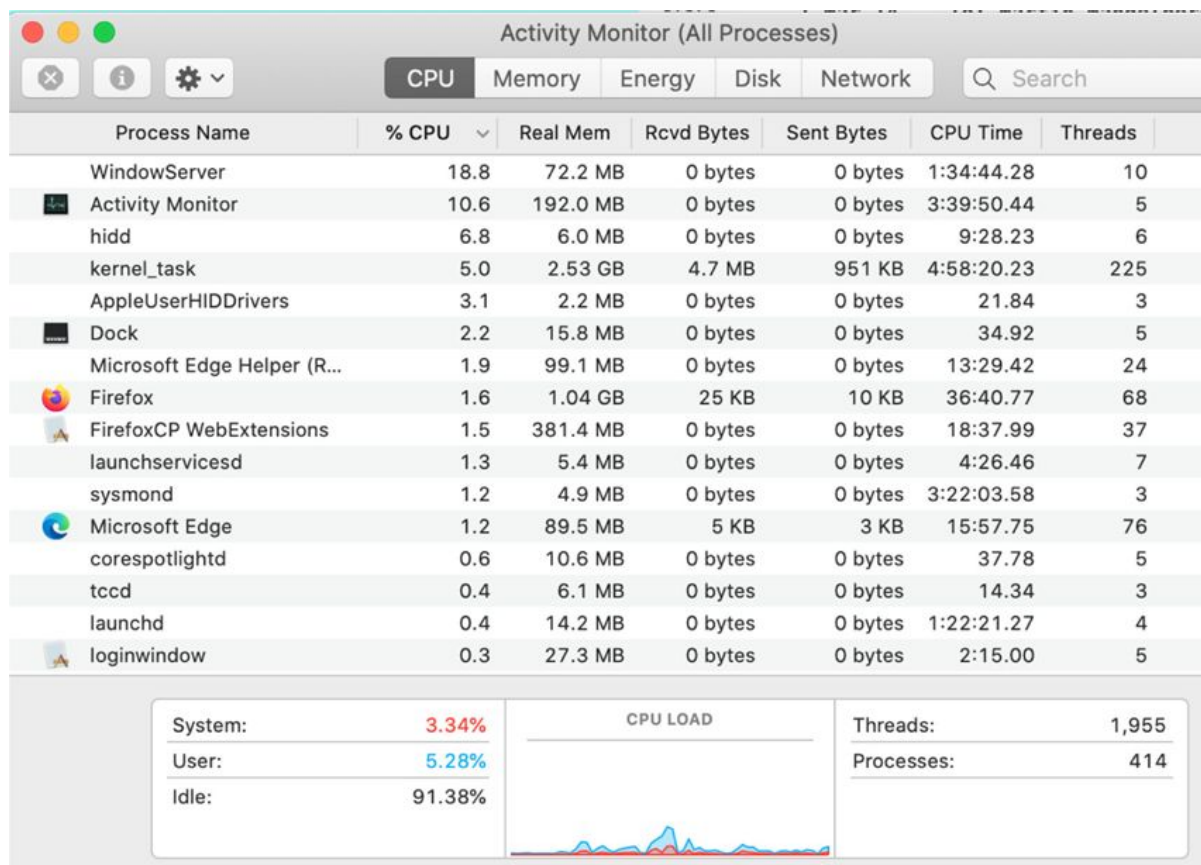 Activity Monitor (All Processes)
CPU Memory Energy Disk Network Search
Process Name % CPU Real Mem Rcvd Bytes Sent Bytes CPU Time Threads
WindowServer 18.8 72.2 MB 0 bytes 0 bytes 1:34:44.28 10
Activity Monitor 10.6 192.0 MB 0 bytes 0 bytes 3:39:50.44 5
hidd 6.8 6.0 MB 0 bytes 0 bytes 9:28.23 6
kernel_task 5.0 2.53 GB 4.7 MB 951 KB 4:58:20.23 225
AppleUserHIDDrivers 3.1 2.2 MB 0 bytes 0 bytes 21.84 3
Dock 2.2 15.8 MB 0 bytes 0 bytes 34.92 5
Microsoft Edge Helper (R... 1.9 99.1 MB 0 bytes 0 bytes 13:29.42 24
Firefox 1.6 1.04 GB 25 KB 10 KB 36:40.77 68
FirefoxCP WebExtensions 1.5 381.4 MB 0 bytes 0 bytes 18:37.99 37
launchservicesd 1.3 5.4 MB 0 bytes 0 bytes 4:26.46 7
sysmond 1.2 4.9 MB 0 bytes 0 bytes 3:22:03.58 3
Microsoft Edge 1.2 89.5 MB 5 KB 3 KB 15:57.75 76
corespotlightd 0.6 10.6 MB 0 bytes 0 bytes 37.78 5
tccd 0.4 6.1 MB 0 bytes 0 bytes 14.34 3
launchd 0.4 14.2 MB 0 bytes 0 bytes 1:22:21.27 4
loginwindow 0.3 27.3 MB 0 bytes 0 bytes 2:15.00 5
System: 3.34% CPU LOAD Threads: 1,955
User: 5.28% Processes: 414
Idle: 91.38%